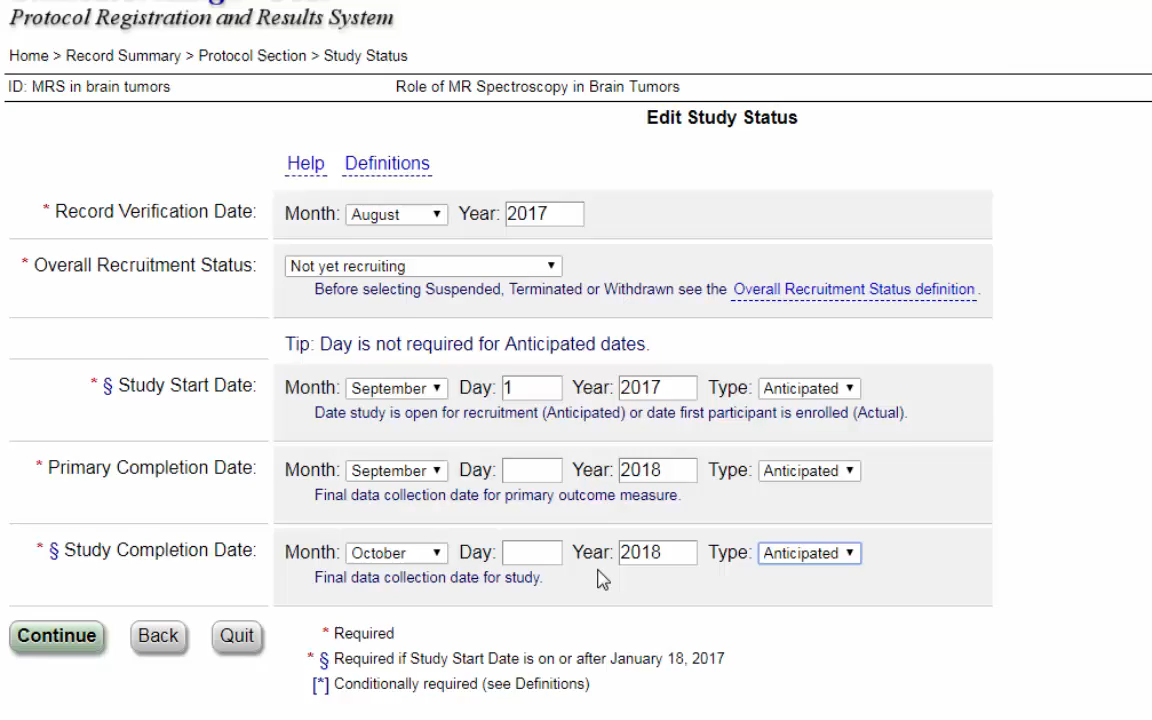 Protocol Registration and Results System
Home > Record Summary > Protocol Section > Study Status
ID: MRS in brain tumors Role of MR Spectroscopy in Brain Tumors
Edit Study Status
Help Definitions
* Record Verification Date: Month: August Year: 2017
* Overall Recruitment Status: Not yet recruiting
Before selecting Suspended, Terminated or Withdrawn see the Overall Recruitment Status definition.
Tip: Day is not required for Anticipated dates.
* § Study Start Date: Month: September Day: 1 Year: 2017 Type: Anticipated
Date study is open for recruitment (Anticipated) or date first participant is enrolled (Actual).
* Primary Completion Date: Month: September Day: Year: 2018 Type: Anticipated
Final data collection date for primary outcome measure.
* § Study Completion Date: Month: October Day: Year: 2018 Type: Anticipated
Final data collection date for study.
Continue Back Quit
* Required
* § Required if Study Start Date is on or after January 18, 2017
[*] Conditionally required (see Definitions)